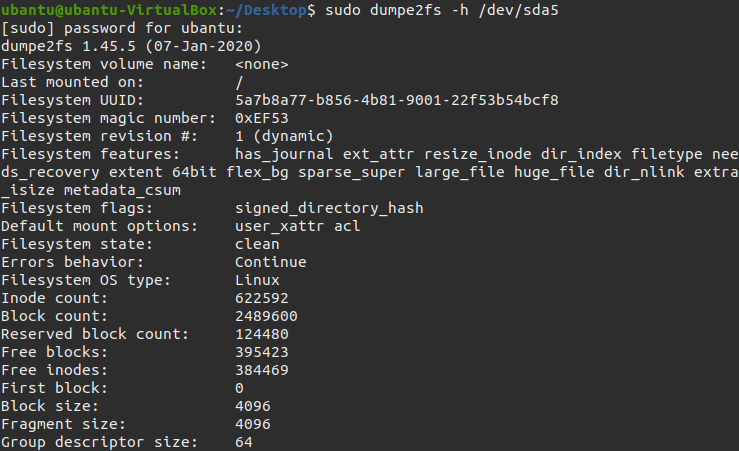 ubantu@ubantu-VirtualBox:~/Desktop$ sudo dumpe2fs -h /dev/sda5
[sudo] password for ubantu:
dumpe2fs 1.45.5 (07-Jan-2020)
Filesystem volume name:   <none>
Last mounted on:          /
Filesystem UUID:          5a7b8a77-b856-4b81-9001-22f53b54bcf8
Filesystem magic number:  0xEF53
Filesystem revision #:    1 (dynamic)
Filesystem features:      has_journal ext_attr resize_inode dir_index filetype nee
ds_recovery extent 64bit flex_bg sparse_super large_file huge_file dir_nlink extra
_isize metadata_csum
Filesystem flags:         signed_directory_hash
Default mount options:    user_xattr acl
Filesystem state:         clean
Errors behavior:          Continue
Filesystem OS type:       Linux
Inode count:              622592
Block count:              2489600
Reserved block count:     124480
Free blocks:              395423
Free inodes:              384469
First block:              0
Block size:               4096
Fragment size:            4096
Group descriptor size:    64